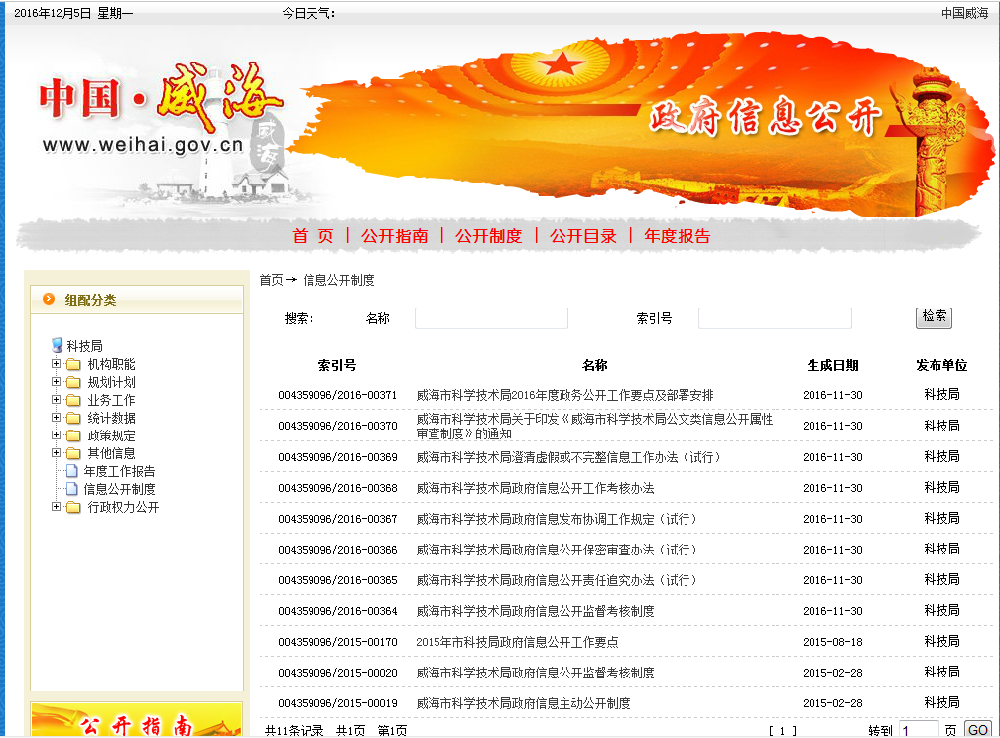 2016年12月5日 星期一 今日天气： 中国威海
中国·威海
政府信息公开
威海
www.weihai.gov.cn
首 页 | 公开指南 | 公开制度 | 公开目录 | 年度报告
首页→ 信息公开制度
组配分类
搜索： 名称 索引号 检索
科技局
机构职能
规划计划
业务工作
统计数据
政策规定
其他信息
年度工作报告
信息公开制度
行政权力公开
索引号 名称 生成日期 发布单位
004359096/2016-00371 威海市科学技术局2016年度政务公开工作要点及部署安排 2016-11-30 科技局
004359096/2016-00370 威海市科学技术局关于印发《威海市科学技术局公文类信息公开属性
审查制度》的通知 2016-11-30 科技局
004359096/2016-00369 威海市科学技术局澄清虚假或不完整信息工作办法（试行） 2016-11-30 科技局
004359096/2016-00368 威海市科学技术局政府信息公开工作考核办法 2016-11-30 科技局
004359096/2016-00367 威海市科学技术局政府信息发布协调工作规定（试行） 2016-11-30 科技局
004359096/2016-00366 威海市科学技术局政府信息公开保密审查办法（试行） 2016-11-30 科技局
004359096/2016-00365 威海市科学技术局政府信息公开责任追究办法（试行） 2016-11-30 科技局
004359096/2016-00364 威海市科学技术局政府信息公开监督考核制度 2016-11-30 科技局
004359096/2015-00170 2015年市科技局政府信息公开工作要点 2015-08-18 科技局
004359096/2015-00020 威海市科学技术局政府信息公开监督考核制度 2015-02-28 科技局
004359096/2015-00019 威海市科学技术局政府信息主动公开制度 2015-02-28 科技局
公开指南
共11条记录 共1页 第1页 [ 1 ] 转到 1 页 GO